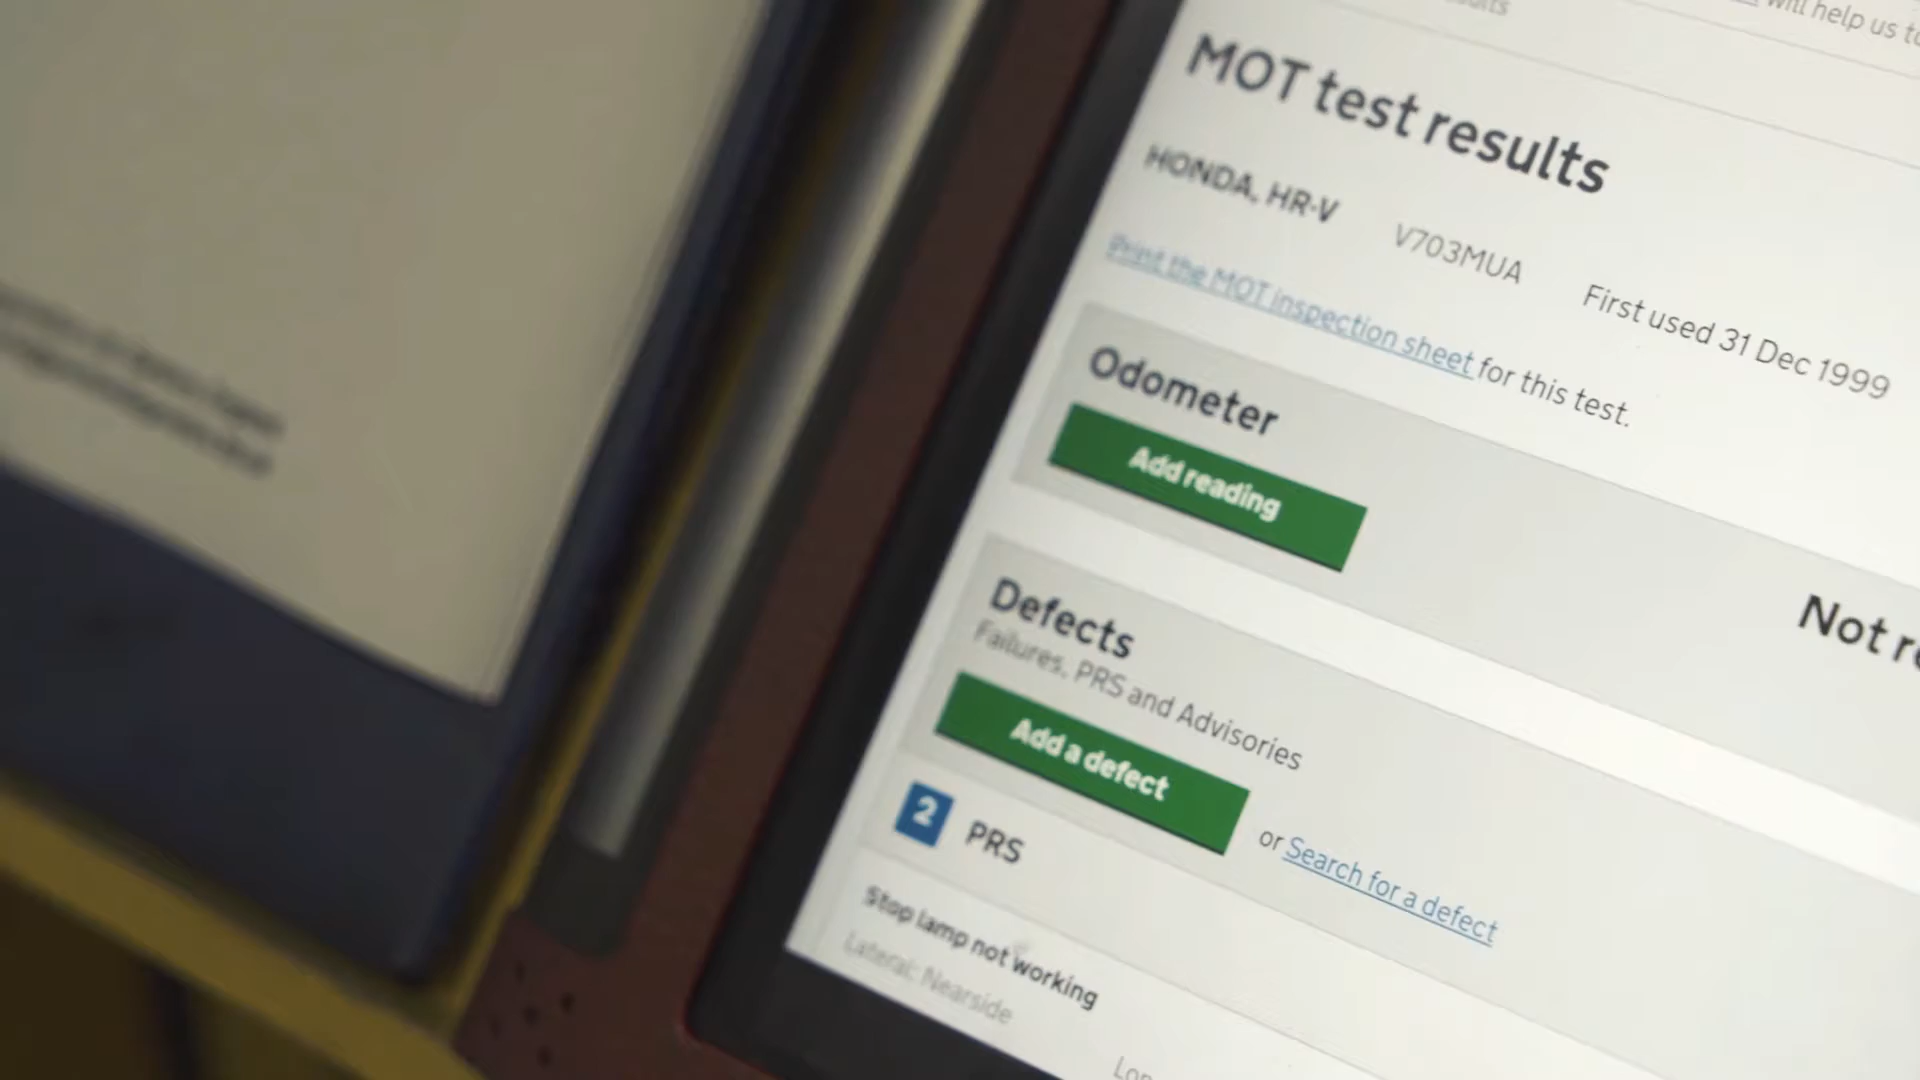 will help us to
MOT test results
HONDA, HR-V
V703MUA
First used 31 Dec 1999
Print the MOT inspection sheet for this test.
Odometer
Add reading
Not
Defects
Failures, PRS and Advisories
Add a defect
or Search for a defect
2 PRS
Stop lamp not working
Lateral: Nearside